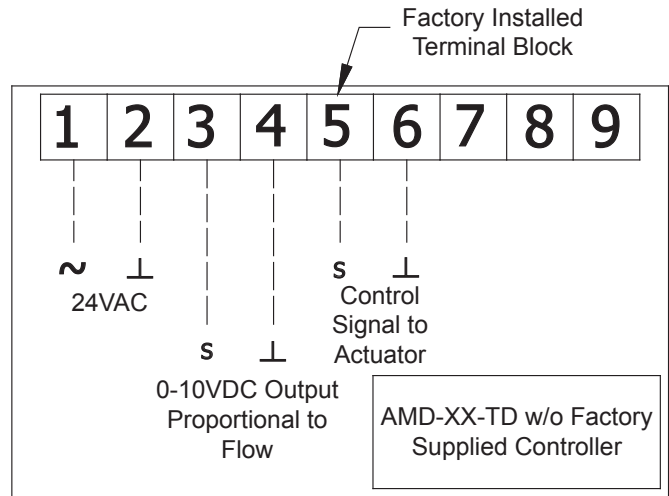 Factory Installed
Terminal Block
1 2 3 4 5 6 7 8 9
~ ⊥
24VAC
s ⊥
Control
Signal to
Actuator
s ⊥
0-10VDC Output
Proportional to
Flow
AMD-XX-TD w/o Factory
Supplied Controller